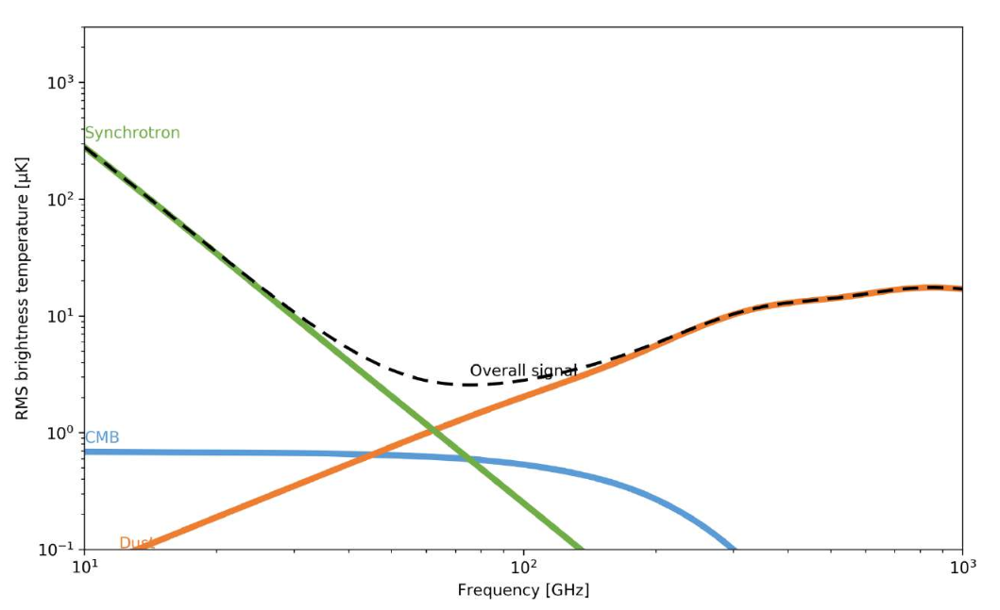 10³
Synchrotron
10²
10¹
Overall signal
CMB
10⁰
Dust
10⁻¹
10¹
10²
10³
Frequency [GHz]
RMS brightness temperature [μK]